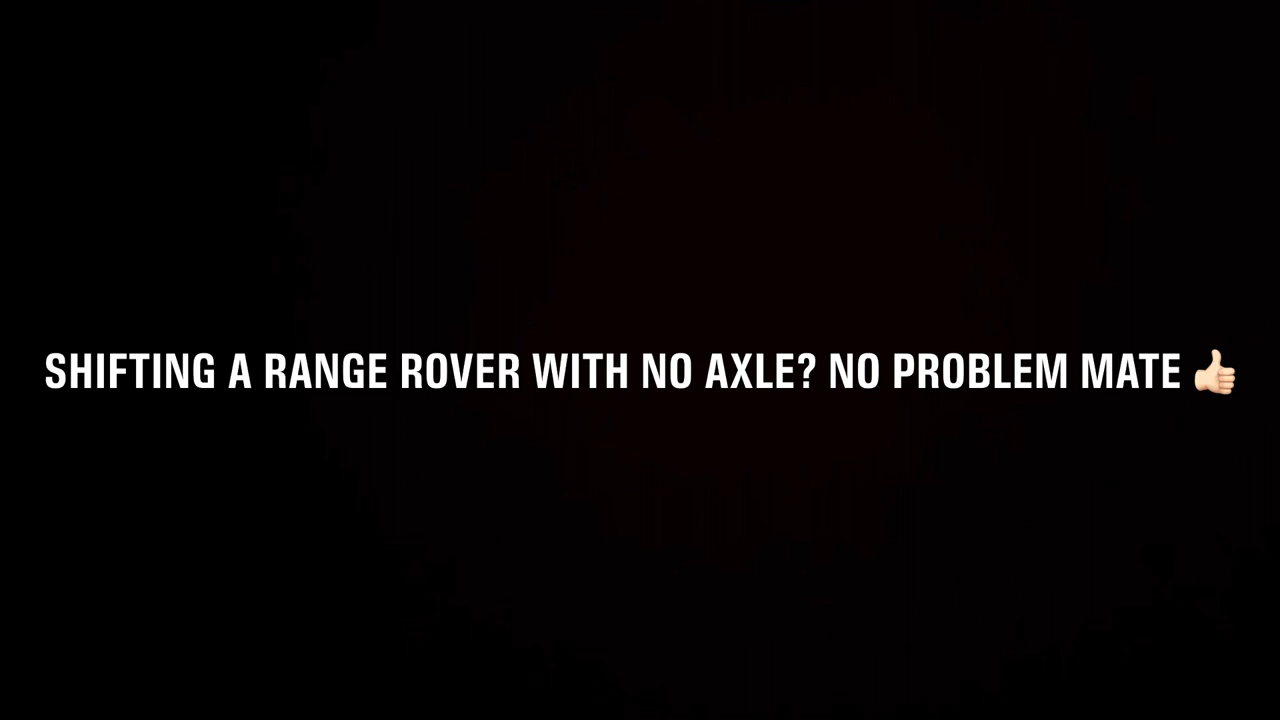 SHIFTING A RANGE ROVER WITH NO AXLE? NO PROBLEM MATE 👍🏻